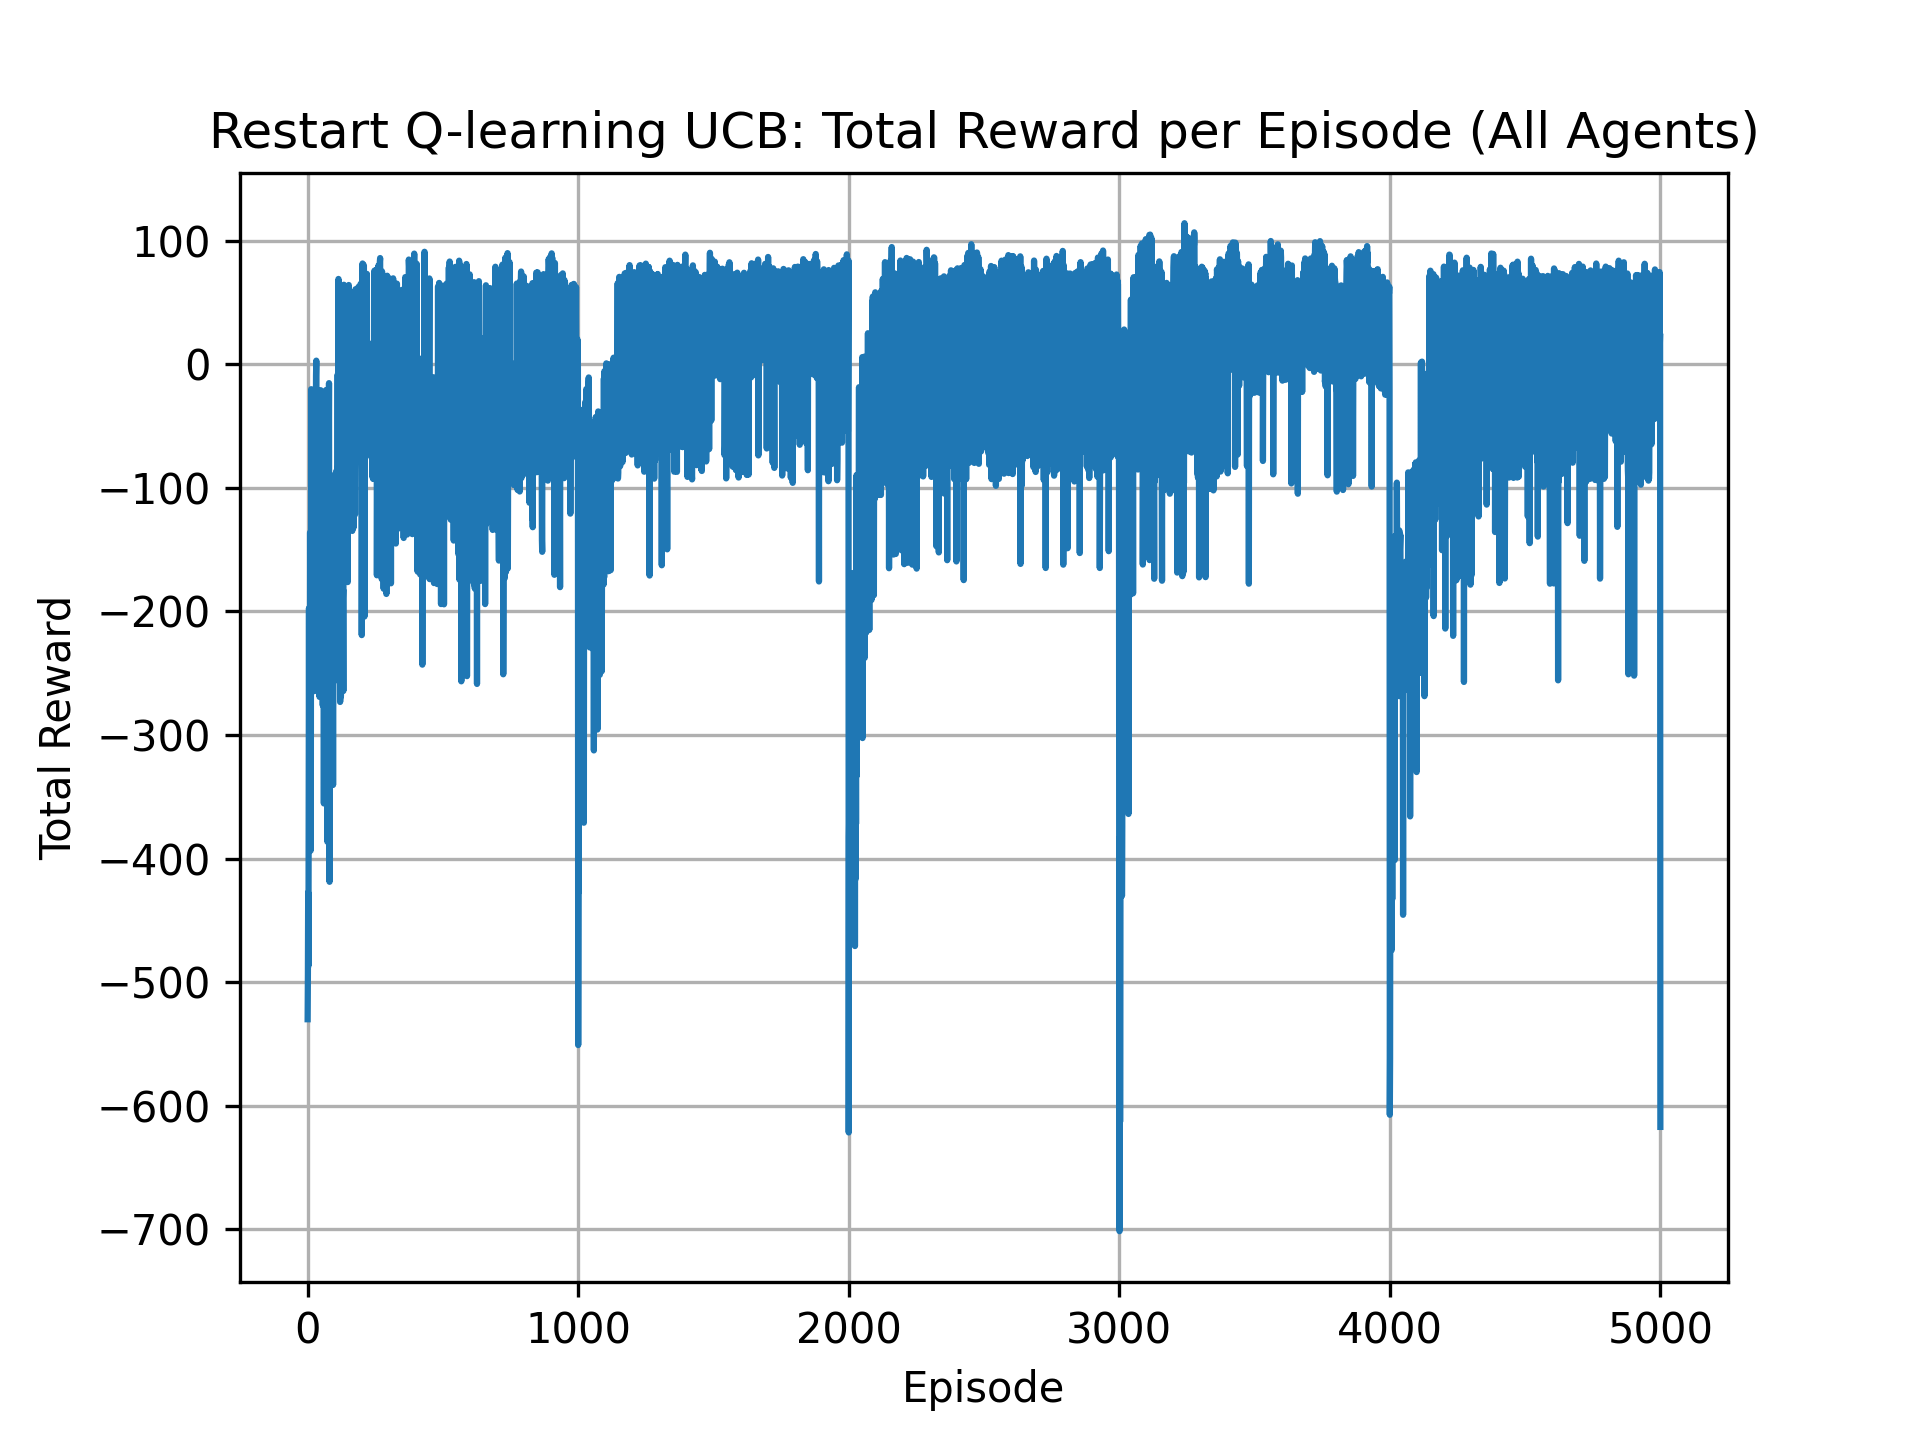 Restart Q-learning UCB: Total Reward per Episode (All Agents)
Total Reward
100
0
−100
−200
−300
−400
−500
−600
−700
0 1000 2000 3000 4000 5000
Episode